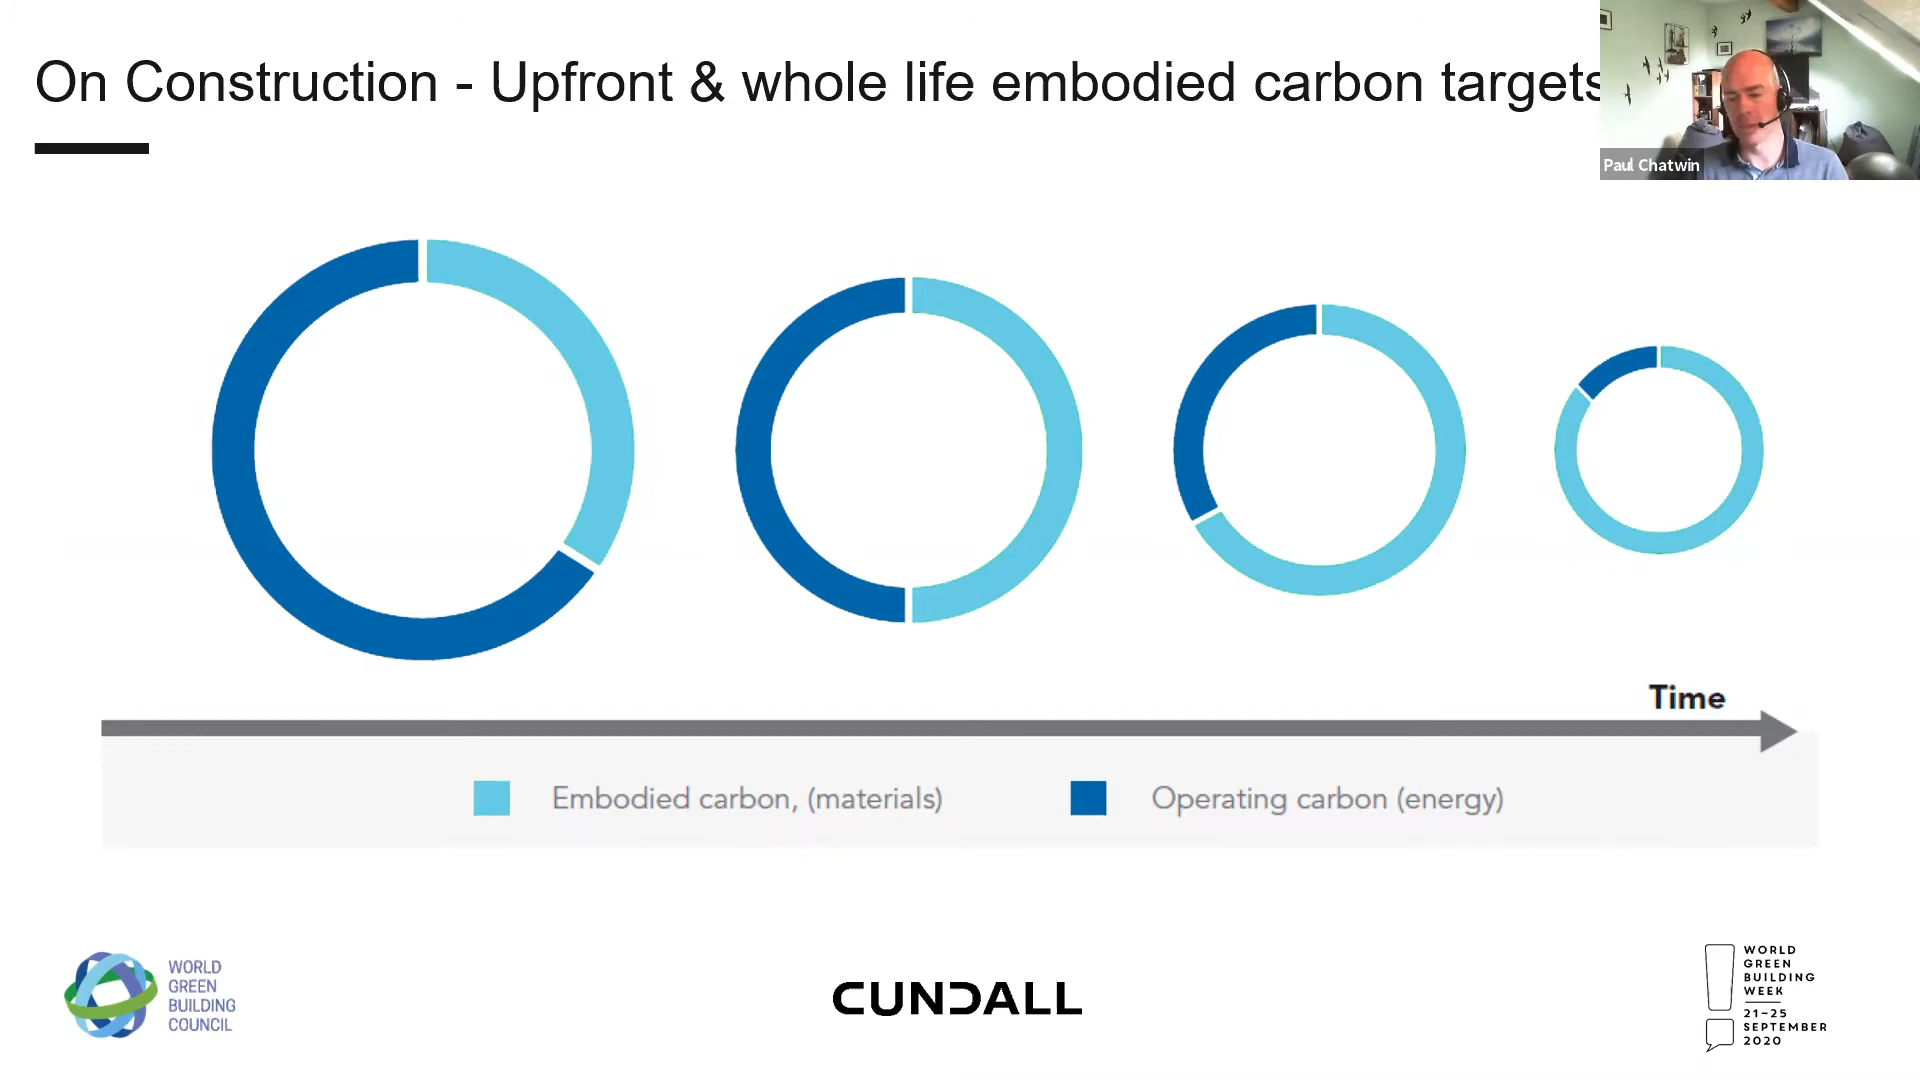 On Construction - Upfront & whole life embodied carbon targets
Paul Chatwin
Time
Embodied carbon, (materials)
Operating carbon (energy)
WORLD
GREEN
BUILDING
COUNCIL
CUNDALL
WORLD
GREEN
BUILDING
WEEK
21–25
SEPTEMBER
2020